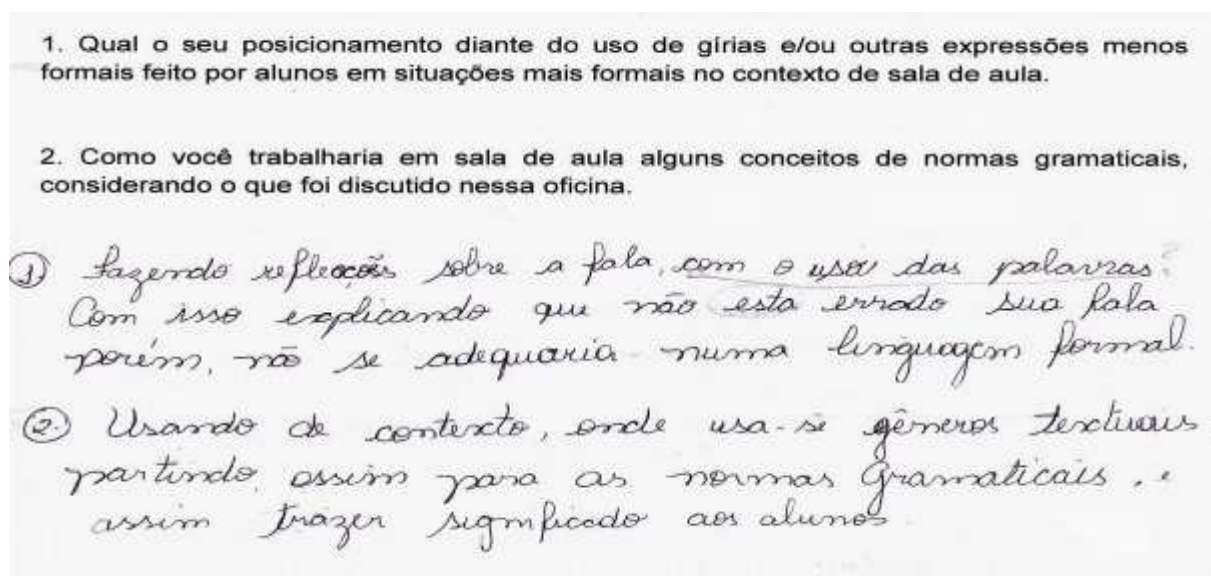 1. Qual o seu posicionamento diante do uso de gírias e/ou outras expressões menos
formais feito por alunos em situações mais formais no contexto de sala de aula.
2. Como você trabalharia em sala de aula alguns conceitos de normas gramaticais,
considerando o que foi discutido nessa oficina.
1) Fazendo reflecções sobre a fala, com o uso das palavras.
Com isso explicando que não esta errado sua fala
porém, não se adequaria numa linguagem formal.
2. Usando de contexto, onde usa-se gêneros textuais
partindo assim para as normas Gramaticais, e
assim trazer significado aos alunos